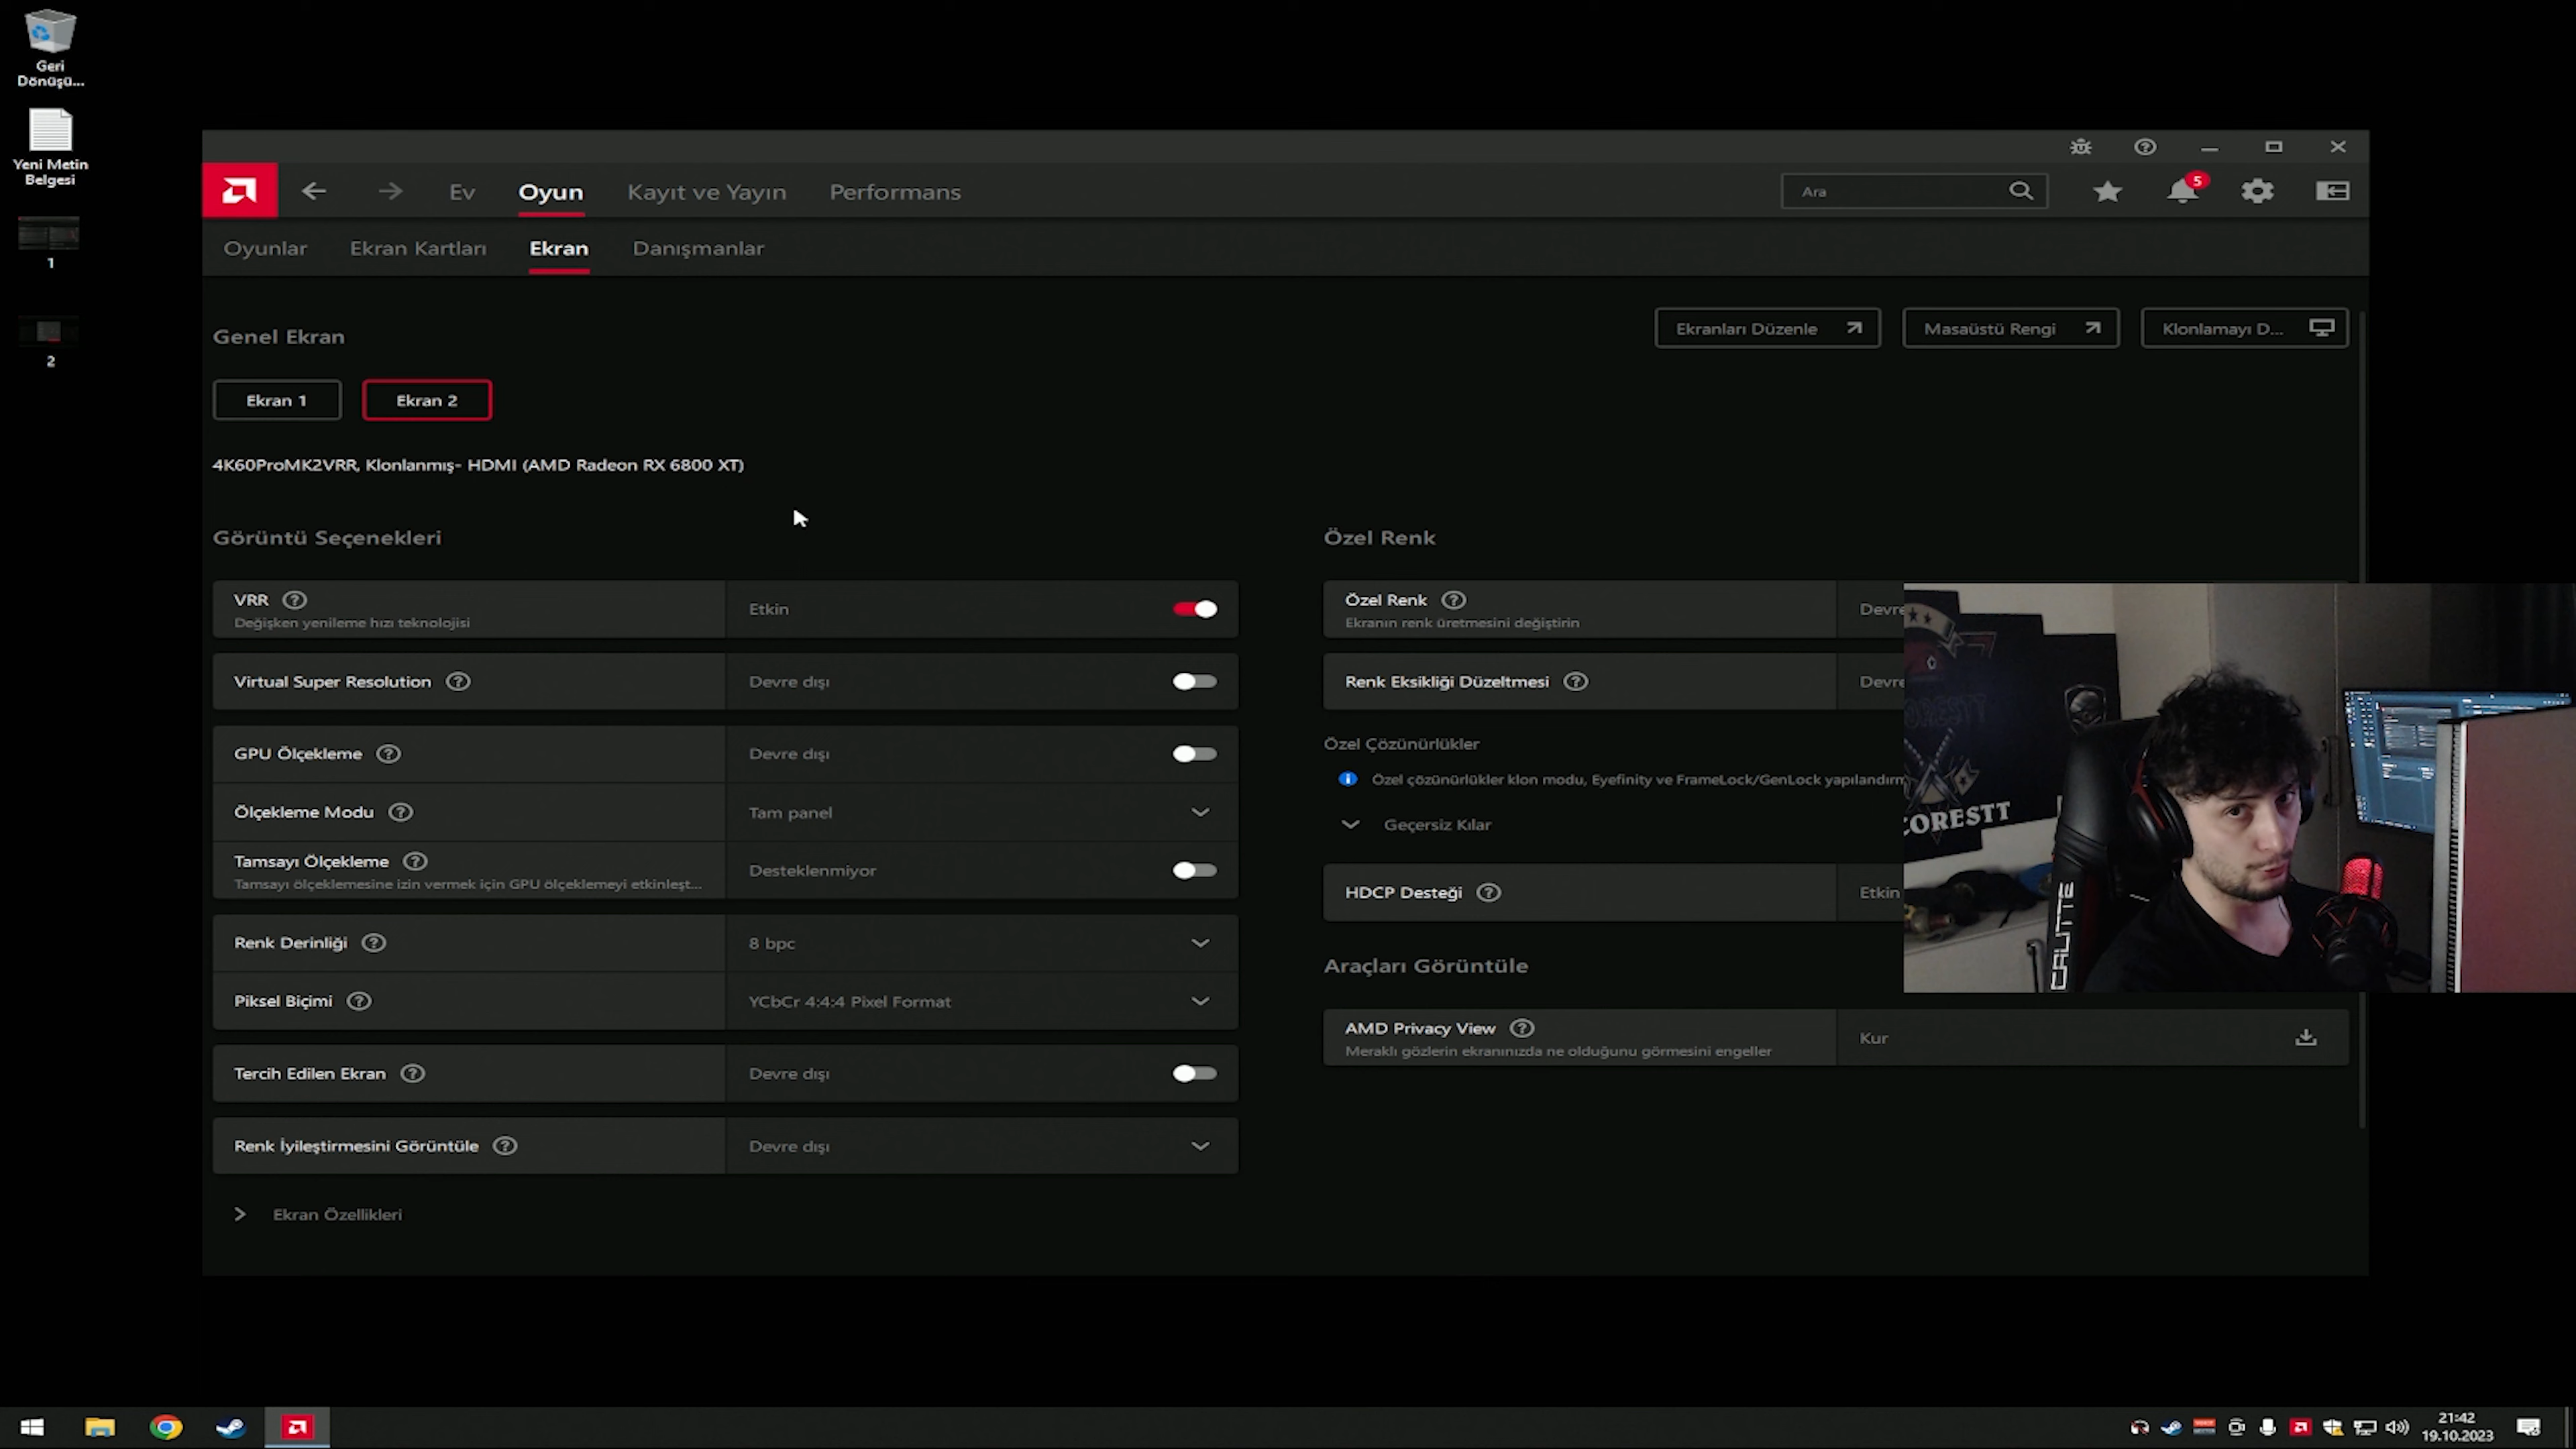 Geri
Dönüşü...
Yeni Metin
Belgesi
1
2
Ev
Oyun
Kayıt ve Yayın
Performans
Ara
5
Oyunlar
Ekran Kartları
Ekran
Danışmanlar
Genel Ekran
Ekranları Düzenle
Masaüstü Rengi
Klonlamayı D...
Ekran 1
Ekran 2
4K60ProMK2VRR, Klonlanmış- HDMI (AMD Radeon RX 6800 XT)
Görüntü Seçenekleri
VRR
Değişken yenileme hızı teknolojisi
Etkin
Virtual Super Resolution
Devre dışı
GPU Ölçekleme
Devre dışı
Ölçekleme Modu
Tam panel
Tamsayı Ölçekleme
Tamsayı ölçeklemesine izin vermek için GPU ölçeklemeyi etkinleşt...
Desteklenmiyor
Renk Derinliği
8 bpc
Piksel Biçimi
YCbCr 4:4:4 Pixel Format
Tercih Edilen Ekran
Devre dışı
Renk İyileştirmesini Görüntüle
Devre dışı
Ekran Özellikleri
Özel Renk
Özel Renk
Ekranın renk üretmesini değiştirin
Devre
Renk Eksikliği Düzeltmesi
Devre
Özel Çözünürlükler
Özel çözünürlükler klon modu, Eyefinity ve FrameLock/GenLock yapılandırm
Geçersiz Kılar
HDCP Desteği
Etkin
Araçları Görüntüle
AMD Privacy View
Meraklı gözlerin ekranınızda ne olduğunu görmesini engeller
Kur
ORESTT
CORESTT
21:42
19.10.2023